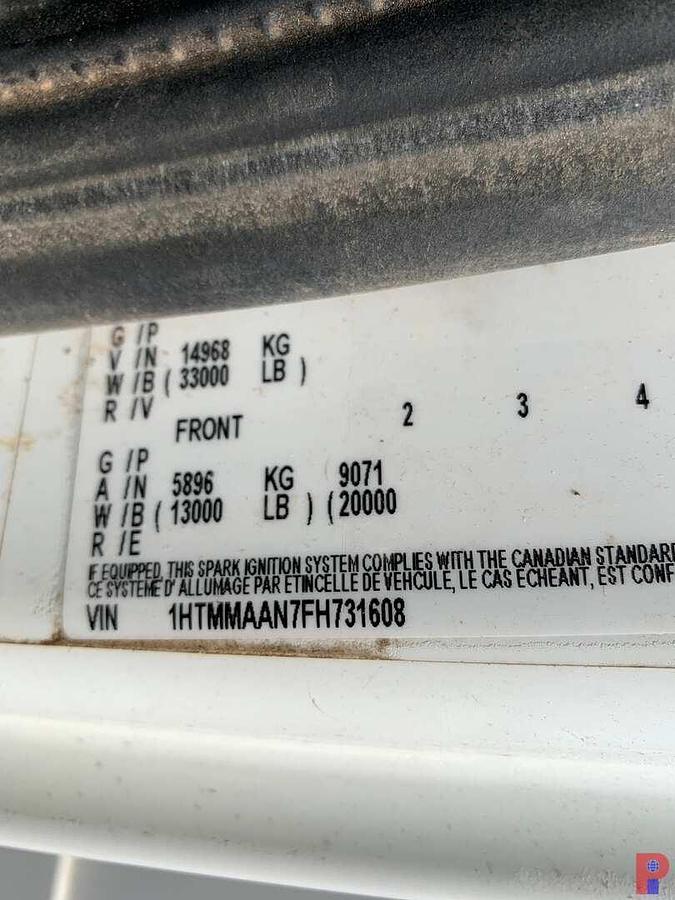 G /P
V /N 14968 KG
W /B ( 33000 LB )
R /V
FRONT 2 3 4
G /P
A /N 5896 KG 9071
W /B ( 13000 LB ) ( 20000
R /E
IF EQUIPPED, THIS SPARK IGNITION SYSTEM COMPLIES WITH THE CANADIAN STANDARD
CE SYSTEME D' ALLUMAGE PAR ETINCELLE DE VEHCULE, LE CAS ECHEANT, EST CONF
VIN 1HTMMAAN7FH731608
P